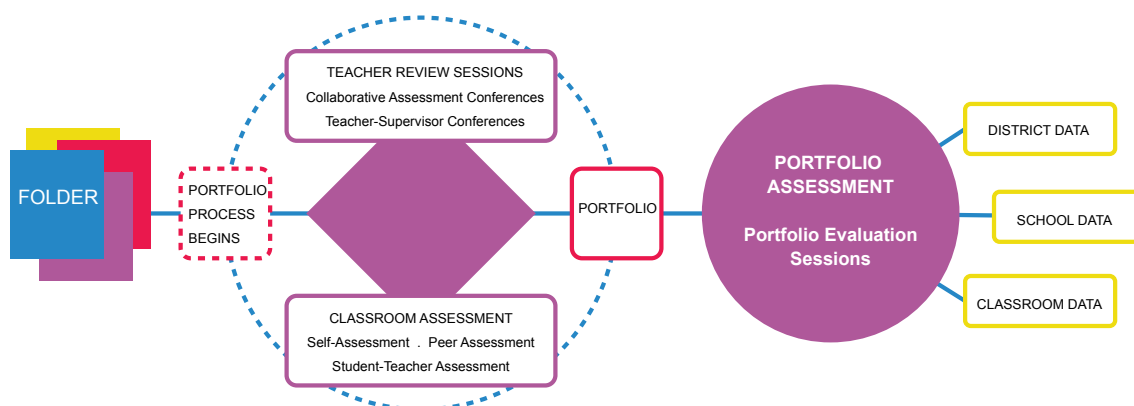 FOLDER
PORTFOLIO
PROCESS
BEGINS
TEACHER REVIEW SESSIONS
Collaborative Assessment Conferences
Teacher-Supervisor Conferences
CLASSROOM ASSESSMENT
Self-Assessment . Peer Assessment
Student-Teacher Assessment
PORTFOLIO
PORTFOLIO
ASSESSMENT
Portfolio Evaluation
Sessions
DISTRICT DATA
SCHOOL DATA
CLASSROOM DATA